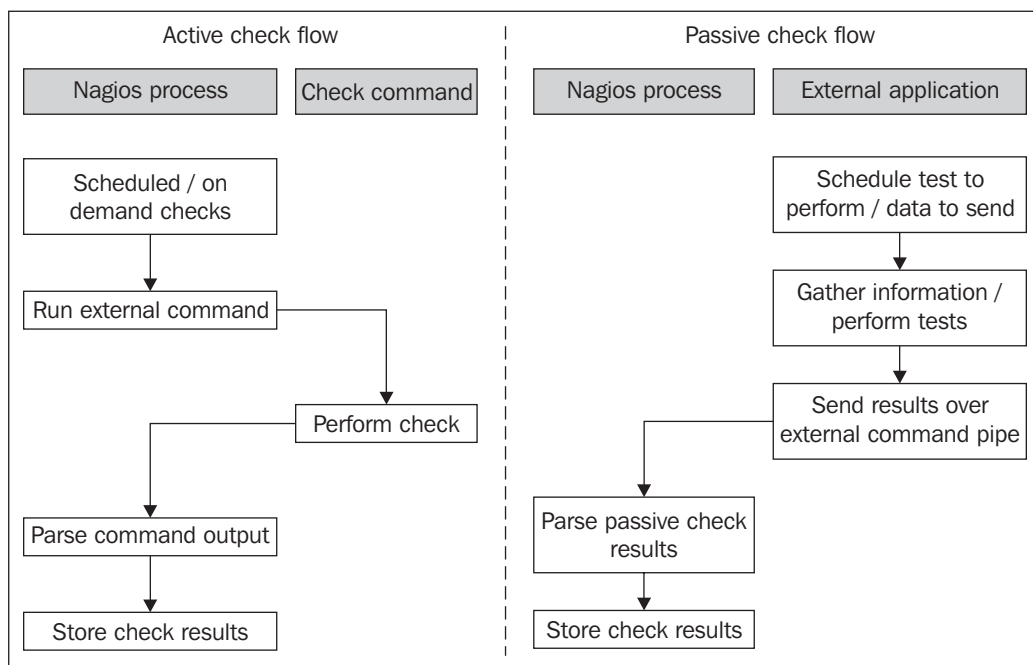 Active check flow
Nagios process
Check command
Scheduled / on
demand checks
Run external command
Perform check
Parse command output
Store check results
Passive check flow
Nagios process
External application
Schedule test to
perform / data to send
Gather information /
perform tests
Send results over
external command pipe
Parse passive check
results
Store check results